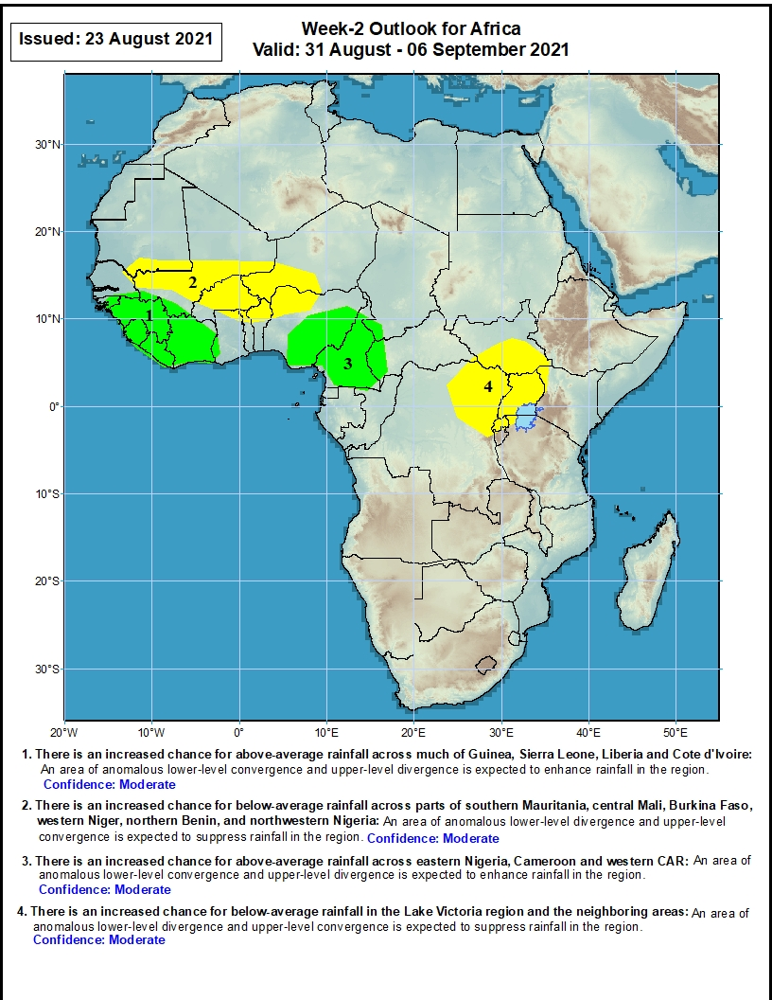 Issued: 23 August 2021
Week-2 Outlook for Africa
Valid: 31 August - 06 September 2021
30°N
20°N
10°N
0°
10°S
20°S
30°S
20°W
10°W
0°
10°E
20°E
30°E
40°E
50°E
1
2
3
4
1. There is an increased chance for above-average rainfall across much of Guinea, Sierra Leone, Liberia and Cote d'Ivoire:
An area of anomalous lower-level convergence and upper-level divergence is expected to enhance rainfall in the region.
Confidence: Moderate
2. There is an increased chance for below-average rainfall across parts of southern Mauritania, central Mali, Burkina Faso,
western Niger, northern Benin, and northwestern Nigeria: An area of anomalous lower-level divergence and upper-level
convergence is expected to suppress rainfall in the region. Confidence: Moderate
3. There is an increased chance for above-average rainfall across eastern Nigeria, Cameroon and western CAR: An area of
anomalous lower-level convergence and upper-level divergence is expected to enhance rainfall in the region.
Confidence: Moderate
4. There is an increased chance for below-average rainfall in the Lake Victoria region and the neighboring areas: An area of
anomalous lower-level divergence and upper-level convergence is expected to suppress rainfall in the region.
Confidence: Moderate